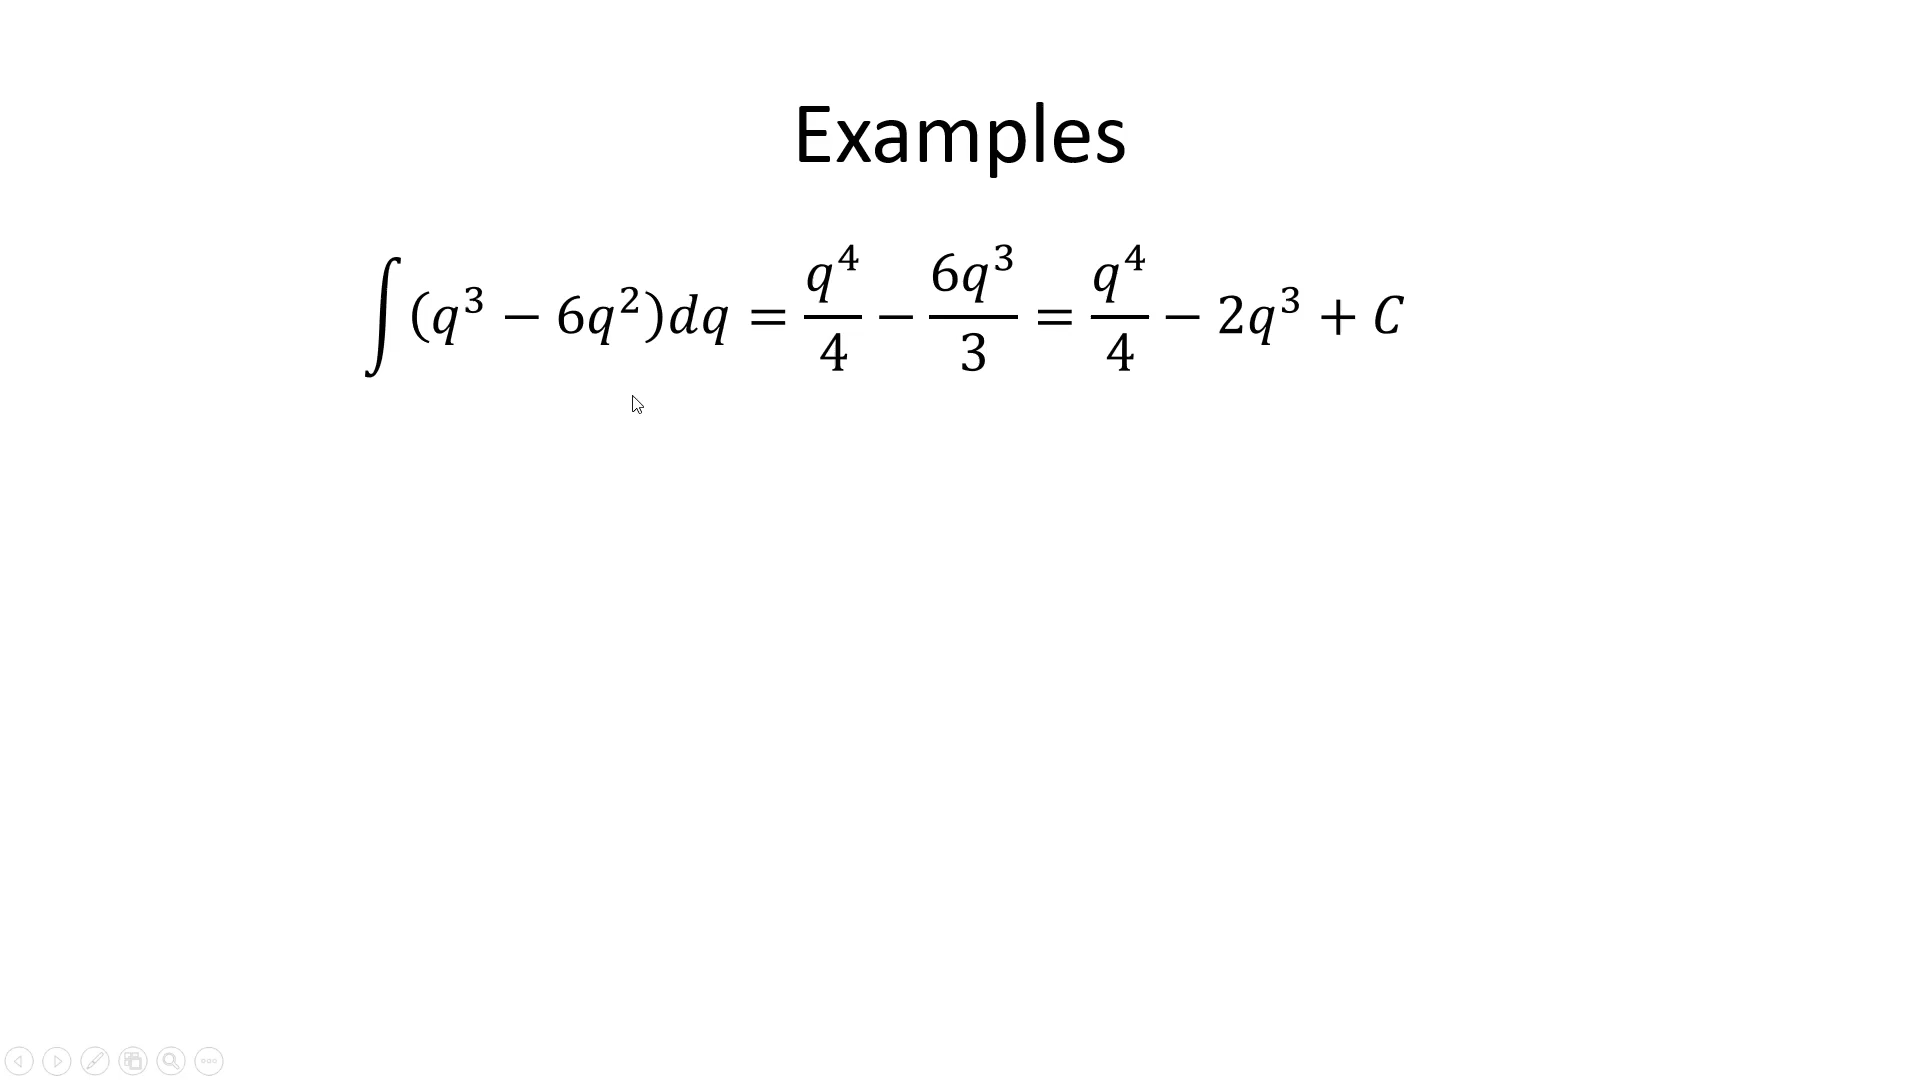 Examples
∫(q³ − 6q²)dq = q⁴/4 − 6q³/3 = q⁴/4 − 2q³ + C